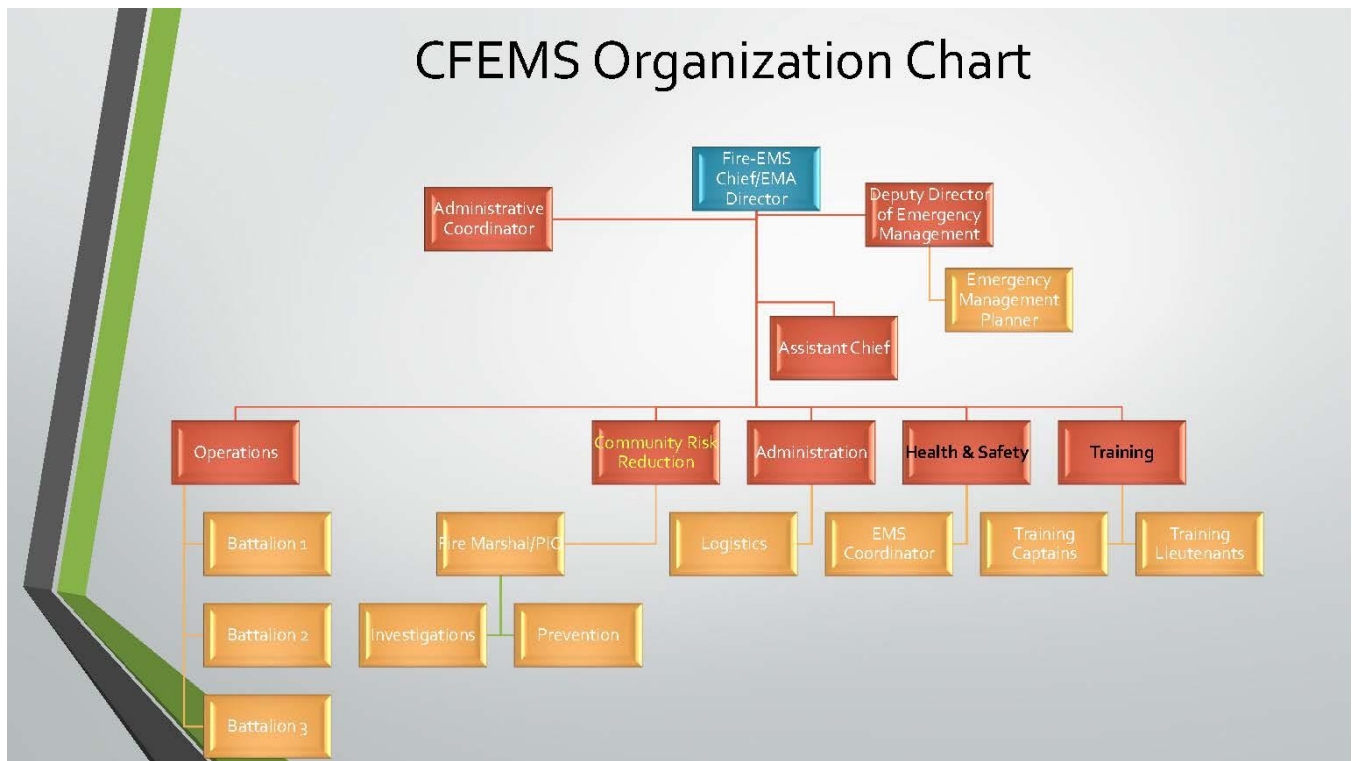 CFEMS Organization Chart
Fire-EMS
Chief/EMA
Director
Administrative
Coordinator
Deputy Director
of Emergency
Management
Emergency
Management
Planner
Assistant Chief
Operations
Community Risk
Reduction
Administration
Health & Safety
Training
Battalion 1
Fire Marshal/PIO
Logistics
EMS
Coordinator
Training
Captains
Training
Lieutenants
Battalion 2
Investigations
Prevention
Battalion 3